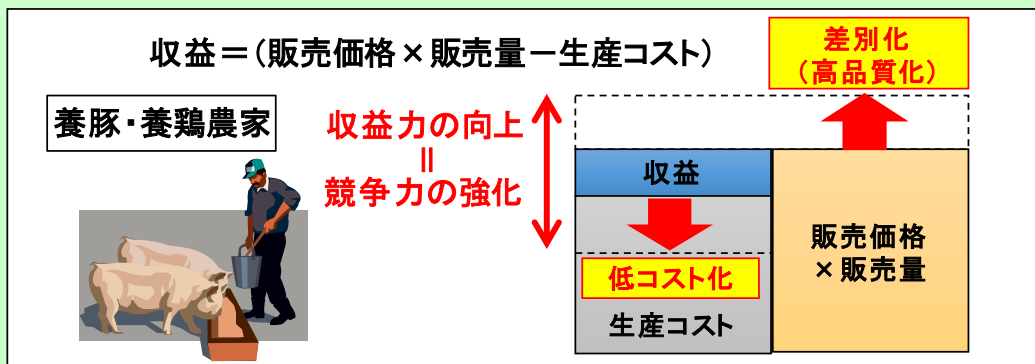 収益＝(販売価格×販売量－生産コスト)
差別化
(高品質化)
養豚・養鶏農家
収益力の向上
＝
競争力の強化
収益
低コスト化
生産コスト
販売価格
×販売量